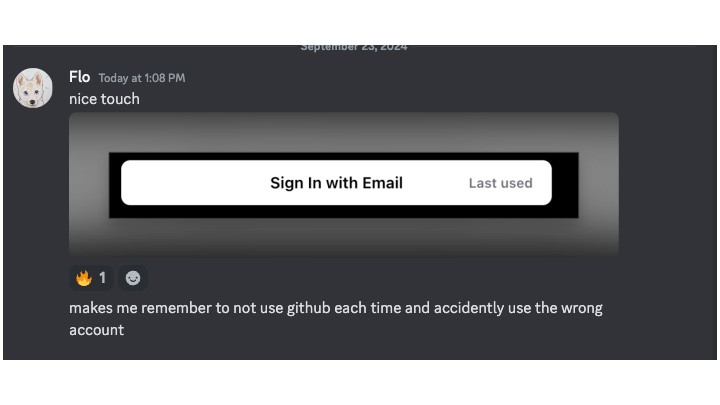 September 23, 2024
Flo Today at 1:08 PM
nice touch
Sign In with Email Last used
1
makes me remember to not use github each time and accidently use the wrong
account